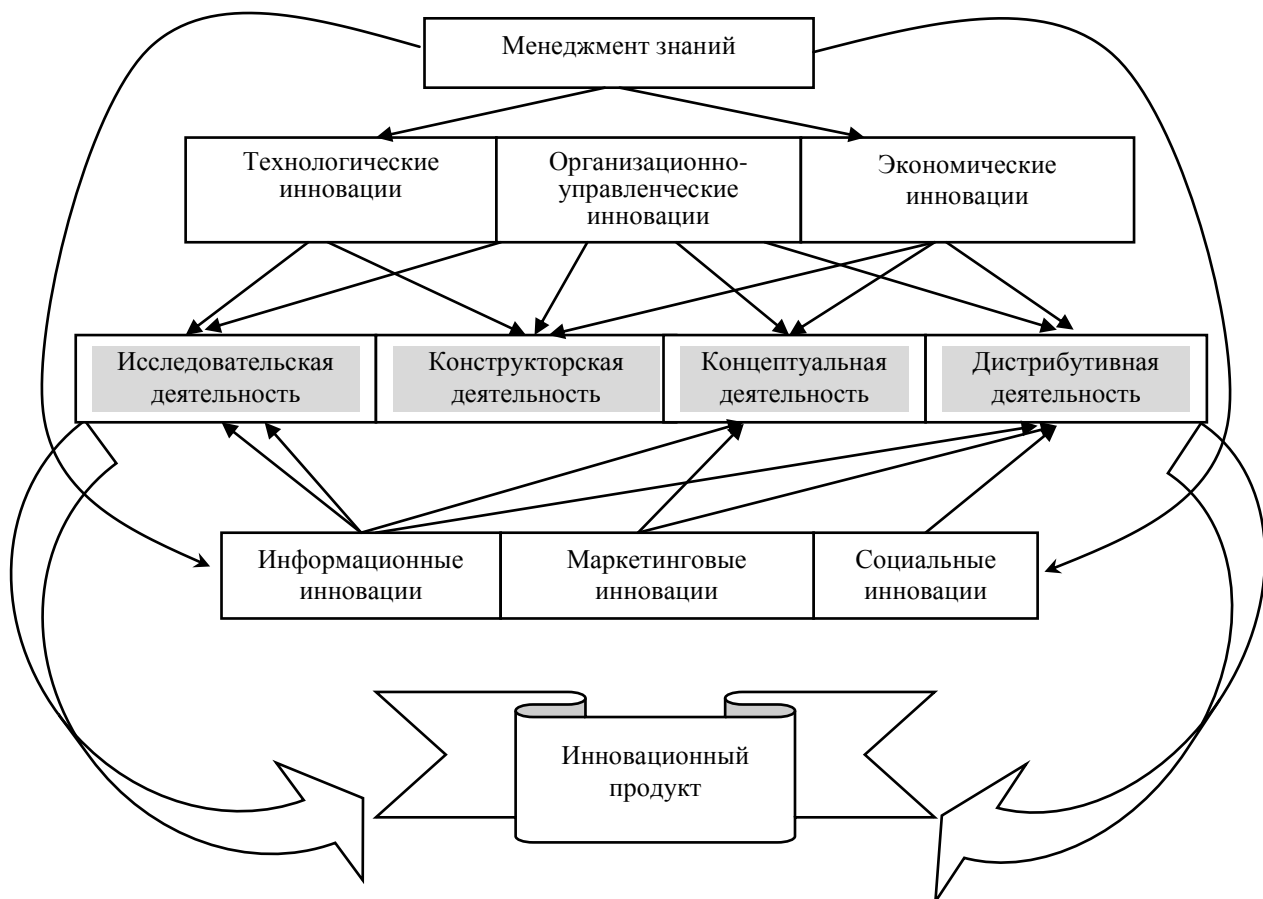 Менеджмент знаний
Технологические
инновации
Организационно-
управленческие
инновации
Экономические
инновации
Исследовательская
деятельность
Конструкторская
деятельность
Концептуальная
деятельность
Дистрибутивная
деятельность
Информационные
инновации
Маркетинговые
инновации
Социальные
инновации
Инновационный
продукт